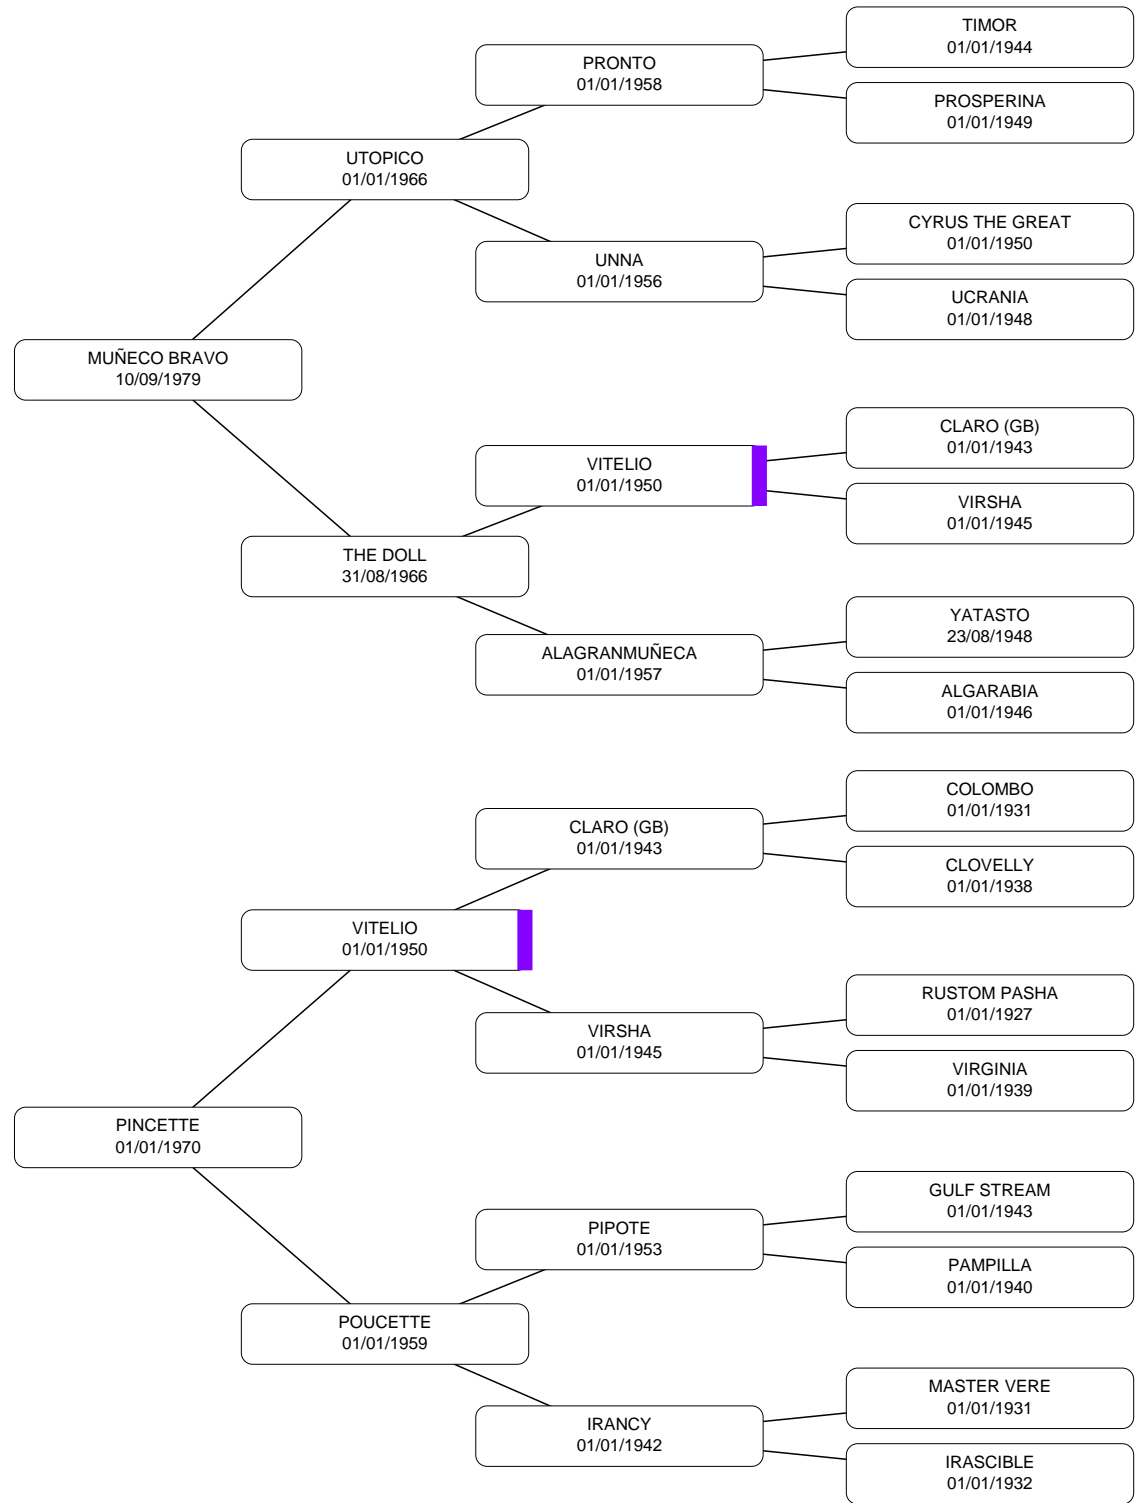 TIMOR
01/01/1944
PRONTO
01/01/1958
PROSPERINA
01/01/1949
UTOPICO
01/01/1966
CYRUS THE GREAT
01/01/1950
UNNA
01/01/1956
UCRANIA
01/01/1948
MUÑECO BRAVO
10/09/1979
CLARO (GB)
01/01/1943
VITELIO
01/01/1950
VIRSHA
01/01/1945
THE DOLL
31/08/1966
YATASTO
23/08/1948
ALAGRANMUÑECA
01/01/1957
ALGARABIA
01/01/1946
COLOMBO
01/01/1931
CLARO (GB)
01/01/1943
CLOVELLY
01/01/1938
VITELIO
01/01/1950
RUSTOM PASHA
01/01/1927
VIRSHA
01/01/1945
VIRGINIA
01/01/1939
PINCETTE
01/01/1970
GULF STREAM
01/01/1943
PIPOTE
01/01/1953
PAMPILLA
01/01/1940
POUCETTE
01/01/1959
MASTER VERE
01/01/1931
IRANCY
01/01/1942
IRASCIBLE
01/01/1932